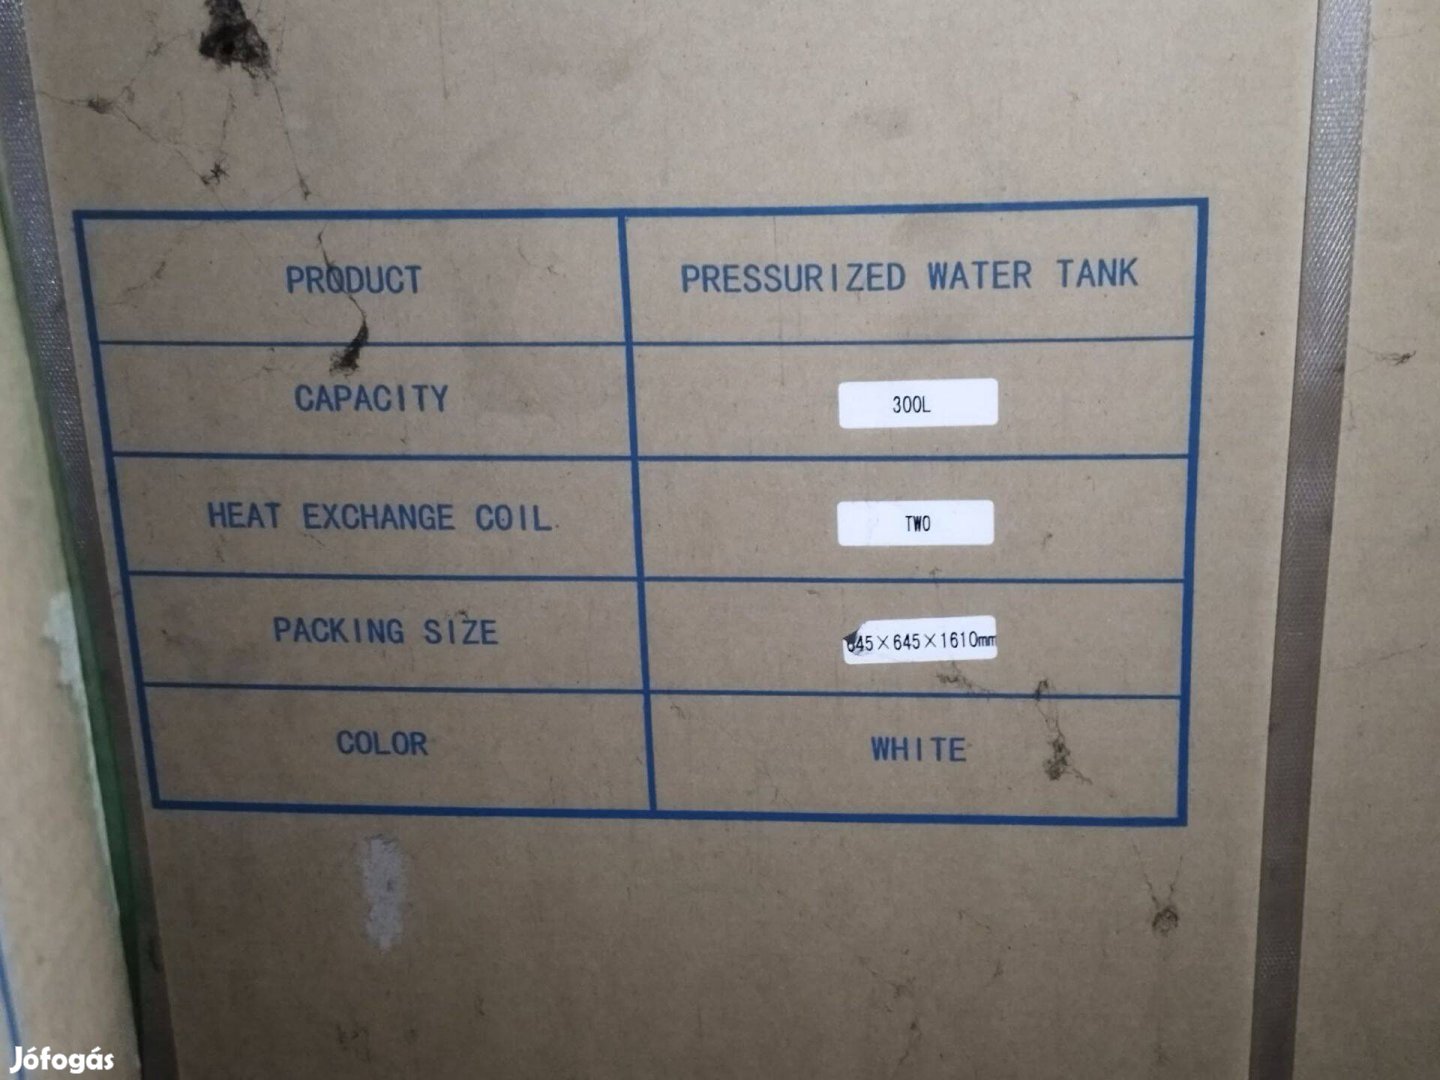 PRODUCT PRESSURIZED WATER TANK
CAPACITY 300L
HEAT EXCHANGE COIL TWO
PACKING SIZE 645×645×1610mm
COLOR WHITE
Jófogás